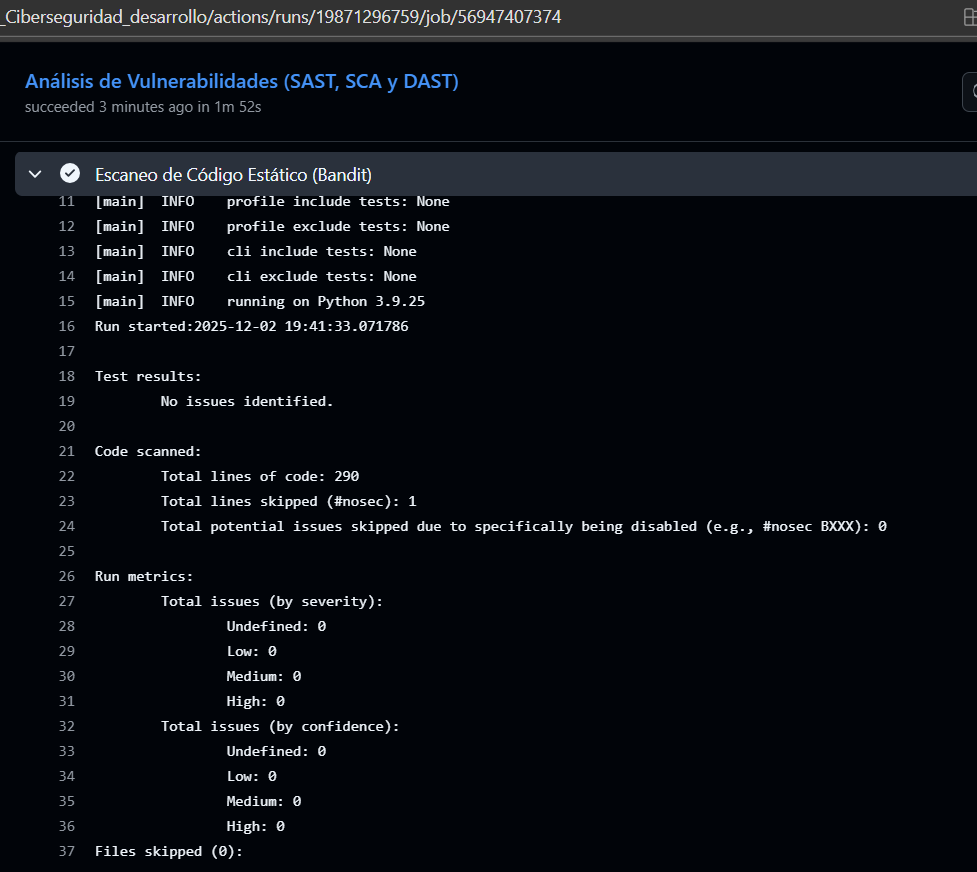 _Ciberseguridad_desarrollo/actions/runs/19871296759/job/56947407374
Análisis de Vulnerabilidades (SAST, SCA y DAST)
succeeded 3 minutes ago in 1m 52s
Escaneo de Código Estático (Bandit)
11 [main] INFO profile include tests: None
12 [main] INFO profile exclude tests: None
13 [main] INFO cli include tests: None
14 [main] INFO cli exclude tests: None
15 [main] INFO running on Python 3.9.25
16 Run started:2025-12-02 19:41:33.071786
17
18 Test results:
19 No issues identified.
20
21 Code scanned:
22 Total lines of code: 290
23 Total lines skipped (#nosec): 1
24 Total potential issues skipped due to specifically being disabled (e.g., #nosec BXXX): 0
25
26 Run metrics:
27 Total issues (by severity):
28 Undefined: 0
29 Low: 0
30 Medium: 0
31 High: 0
32 Total issues (by confidence):
33 Undefined: 0
34 Low: 0
35 Medium: 0
36 High: 0
37 Files skipped (0):